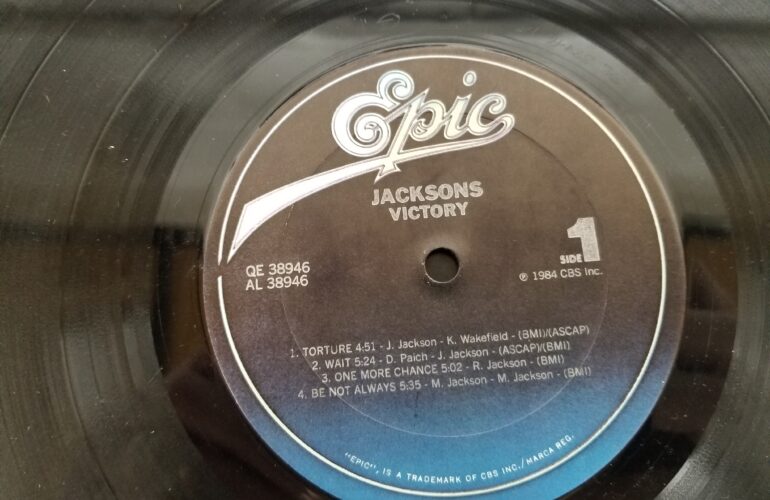 Epic
JACKSONS
VICTORY
SIDE 1
QE 38946
AL 38946
℗ 1984 CBS Inc.
1. TORTURE 4:51 - J. Jackson - K. Wakefield - (BMI)/(ASCAP)
2. WAIT 5:24 - D. Paich - J. Jackson - (ASCAP)/(BMI)
3. ONE MORE CHANCE 5:02 - R. Jackson - (BMI)
4. BE NOT ALWAYS 5:35 - M. Jackson - M. Jackson - (BMI)
"EPIC", IS A TRADEMARK OF CBS INC./MARCA REG.